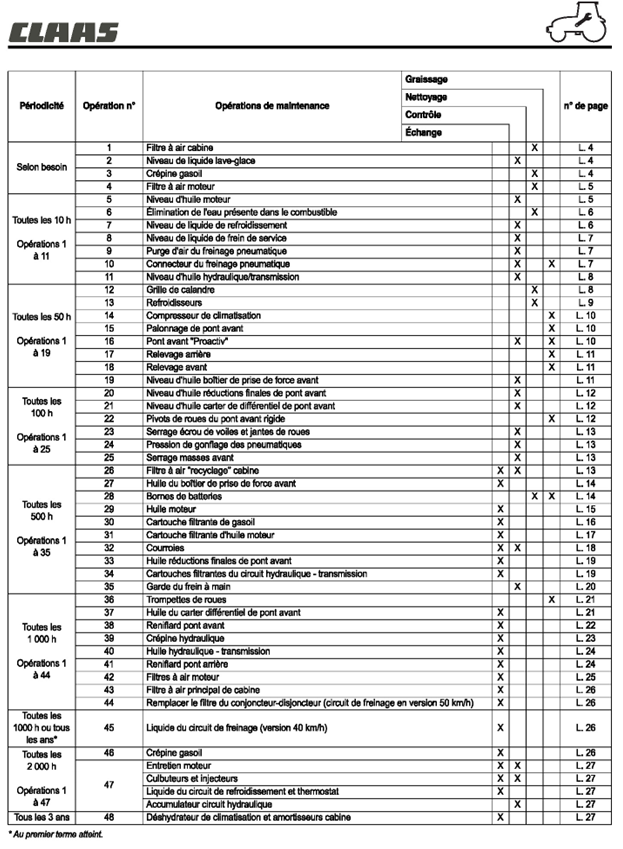 CLAAS
Périodicité Opération n° Opérations de maintenance Graissage Nettoyage Contrôle Échange n° de page
Selon besoin
1 Filtre à air cabine X L. 4
2 Niveau de liquide lave-glace X L. 4
3 Crépine gasoil X L. 4
4 Filtre à air moteur X L. 5
Toutes les 10 h
Opérations 1
à 11
5 Niveau d'huile moteur X L. 5
6 Élimination de l'eau présente dans le combustible X L. 6
7 Niveau de liquide de refroidissement X L. 6
8 Niveau de liquide de frein de service X L. 7
9 Purge d'air du freinage pneumatique X L. 7
10 Connecteur du freinage pneumatique X X L. 7
11 Niveau d'huile hydraulique/transmission X L. 8
Toutes les 50 h
Opérations 1
à 19
12 Grille de calandre X L. 8
13 Refroidisseurs X L. 9
14 Compresseur de climatisation X L. 10
15 Palonnage de pont avant X L. 10
16 Pont avant "Proactiv" X X L. 10
17 Relevage arrière X L. 11
18 Relevage avant X L. 11
19 Niveau d'huile boîtier de prise de force avant X L. 11
Toutes les
100 h
Opérations 1
à 25
20 Niveau d'huile réductions finales de pont avant X L. 12
21 Niveau d'huile carter de différentiel de pont avant X L. 12
22 Pivots de roues du pont avant rigide X L. 12
23 Serrage écrou de voiles et jantes de roues X L. 13
24 Pression de gonflage des pneumatiques X L. 13
25 Serrage masses avant X L. 13
Toutes les
500 h
Opérations 1
à 35
26 Filtre à air "recyclage" cabine X X L. 13
27 Huile du boîtier de prise de force avant X L. 14
28 Bornes de batteries X X L. 14
29 Huile moteur X L. 15
30 Cartouche filtrante de gasoil X L. 16
31 Cartouche filtrante d'huile moteur X L. 17
32 Courroies X X L. 18
33 Huile réductions finales de pont avant X L. 19
34 Cartouches filtrantes du circuit hydraulique - transmission X L. 19
35 Garde du frein à main X L. 20
Toutes les
1 000 h
Opérations 1
à 44
36 Trompettes de roues X L. 21
37 Huile du carter différentiel de pont avant X L. 21
38 Reniflard pont avant X L. 22
39 Crépine hydraulique X L. 23
40 Huile hydraulique - transmission X L. 24
41 Reniflard pont arrière X L. 24
42 Filtres à air moteur X L. 25
43 Filtre à air principal de cabine X L. 26
44 Remplacer le filtre du conjoncteur-disjoncteur (circuit de freinage en version 50 km/h) X L. 26
Toutes les
1000 h ou tous
les ans*
45 Liquide du circuit de freinage (version 40 km/h) X L. 26
Toutes les
2 000 h
Opérations 1
à 47
46 Crépine gasoil X L. 26
47
Entretien moteur X X L. 27
Culbuteurs et injecteurs X X L. 27
Liquide du circuit de refroidissement et thermostat X L. 27
Accumulateur circuit hydraulique X L. 27
Tous les 3 ans 48 Déshydrateur de climatisation et amortisseurs cabine X L. 27
* Au premier terme atteint.